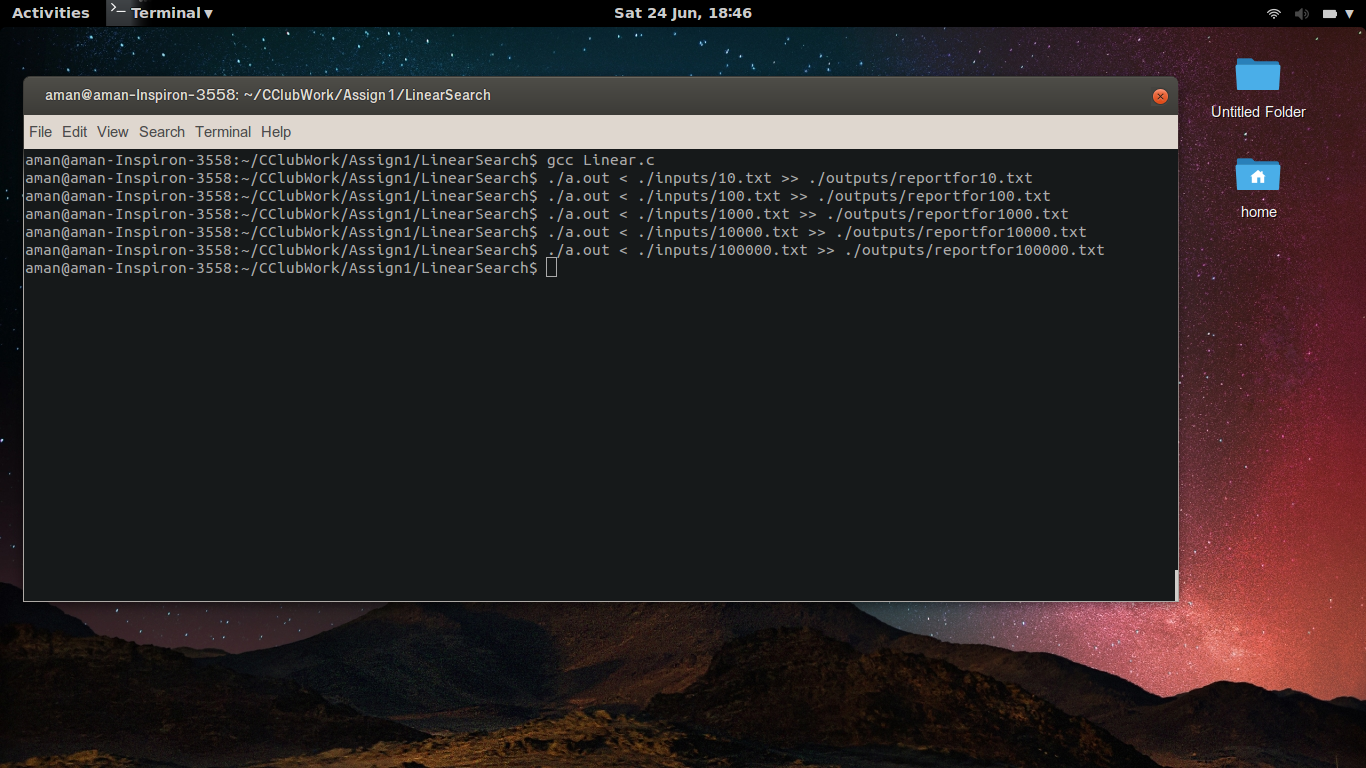 Activities
>_ Terminal ▾
Sat 24 Jun, 18:46
aman@aman-Inspiron-3558: ~/CClubWork/Assign1/LinearSearch
File Edit View Search Terminal Help
aman@aman-Inspiron-3558:~/CClubWork/Assign1/LinearSearch$ gcc Linear.c
aman@aman-Inspiron-3558:~/CClubWork/Assign1/LinearSearch$ ./a.out < ./inputs/10.txt >> ./outputs/reportfor10.txt
aman@aman-Inspiron-3558:~/CClubWork/Assign1/LinearSearch$ ./a.out < ./inputs/100.txt >> ./outputs/reportfor100.txt
aman@aman-Inspiron-3558:~/CClubWork/Assign1/LinearSearch$ ./a.out < ./inputs/1000.txt >> ./outputs/reportfor1000.txt
aman@aman-Inspiron-3558:~/CClubWork/Assign1/LinearSearch$ ./a.out < ./inputs/10000.txt >> ./outputs/reportfor10000.txt
aman@aman-Inspiron-3558:~/CClubWork/Assign1/LinearSearch$ ./a.out < ./inputs/100000.txt >> ./outputs/reportfor100000.txt
aman@aman-Inspiron-3558:~/CClubWork/Assign1/LinearSearch$
Untitled Folder
home